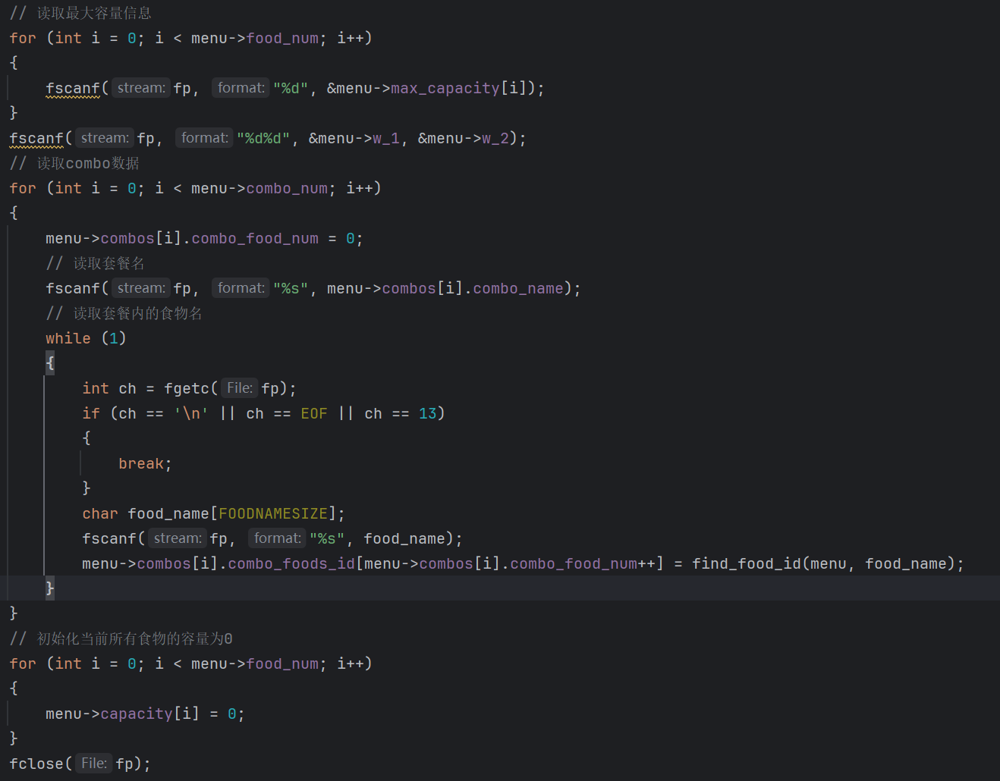 // 读取最大容量信息
for (int i = 0; i < menu->food_num; i++)
{
    fscanf( stream: fp,  format: "%d", &menu->max_capacity[i]);
}
fscanf( stream: fp,  format: "%d%d", &menu->w_1, &menu->w_2);
// 读取combo数据
for (int i = 0; i < menu->combo_num; i++)
{
    menu->combos[i].combo_food_num = 0;
    // 读取套餐名
    fscanf( stream: fp,  format: "%s", menu->combos[i].combo_name);
    // 读取套餐内的食物名
    while (1)
    {
        int ch = fgetc( File: fp);
        if (ch == '\n' || ch == EOF || ch == 13)
        {
            break;
        }
        char food_name[FOODNAMESIZE];
        fscanf( stream: fp,  format: "%s", food_name);
        menu->combos[i].combo_foods_id[menu->combos[i].combo_food_num++] = find_food_id(menu, food_name);
    }
}
// 初始化当前所有食物的容量为0
for (int i = 0; i < menu->food_num; i++)
{
    menu->capacity[i] = 0;
}
fclose( File: fp);